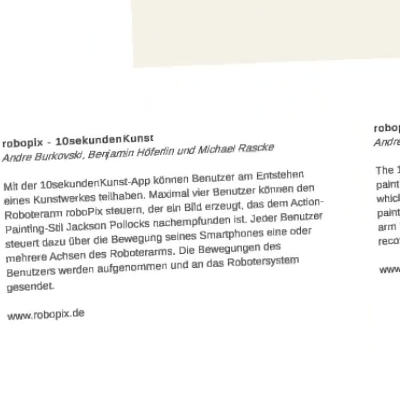 robopix - 10sekundenKunst
Andre Burkovski, Benjamin Höferlin und Michael Raschke
Mit der 10sekundenKunst-App können Benutzer am Entstehen
eines Kunstwerkes teilhaben. Maximal vier Benutzer können den
Roboterarm roboPix steuern, der ein Bild erzeugt, das dem Action-
Painting-Stil Jackson Pollocks nachempfunden ist. Jeder Benutzer
steuert dazu über die Bewegung seines Smartphones eine oder
mehrere Achsen des Roboterarms. Die Bewegungen des
Benutzers werden aufgenommen und an das Robotersystem
gesendet.
www.robopix.de
robop
Andre
The 1
paint
which
paint
arm
reco
www